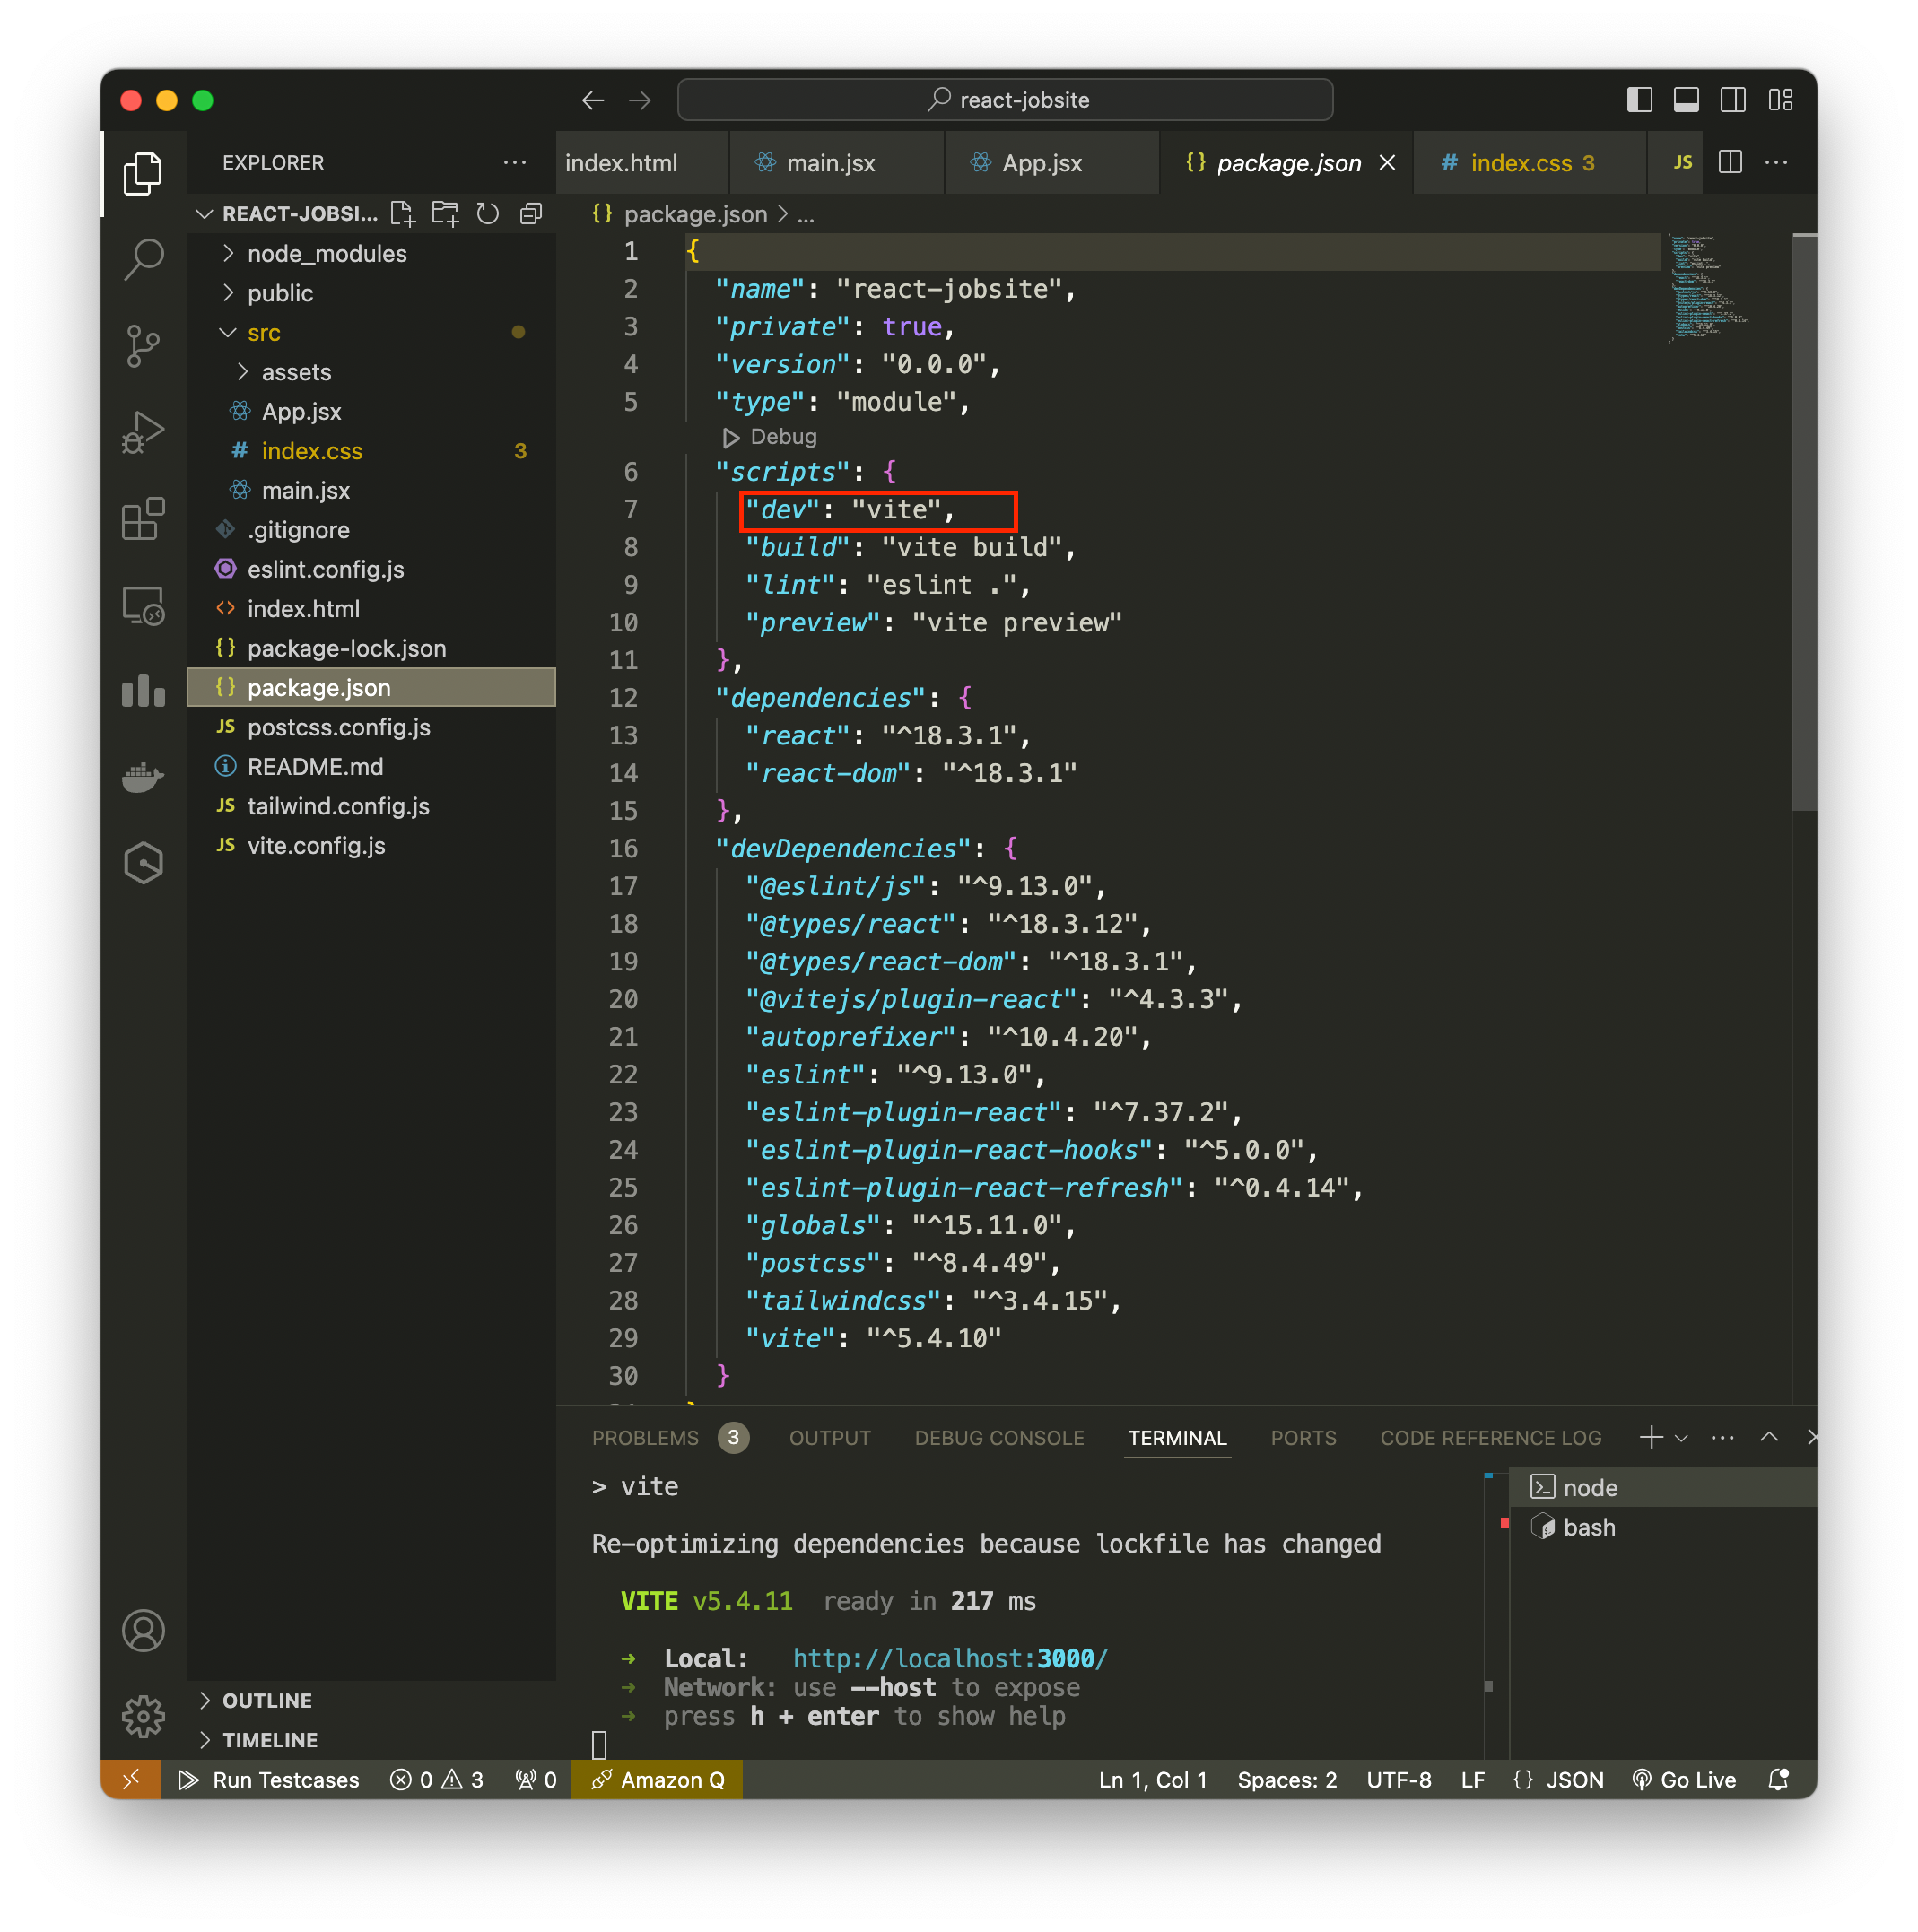 react-jobsite
EXPLORER
index.html
main.jsx
App.jsx
{} package.json
# index.css 3
JS
REACT-JOBSI...
{} package.json > ...
node_modules
public
src
assets
App.jsx
# index.css 3
main.jsx
.gitignore
eslint.config.js
<> index.html
{} package-lock.json
{} package.json
JS postcss.config.js
README.md
JS tailwind.config.js
JS vite.config.js
OUTLINE
TIMELINE
1 {
2 "name": "react-jobsite",
3 "private": true,
4 "version": "0.0.0",
5 "type": "module",
Debug
6 "scripts": {
7 "dev": "vite",
8 "build": "vite build",
9 "lint": "eslint .",
10 "preview": "vite preview"
11 },
12 "dependencies": {
13 "react": "^18.3.1",
14 "react-dom": "^18.3.1"
15 },
16 "devDependencies": {
17 "@eslint/js": "^9.13.0",
18 "@types/react": "^18.3.12",
19 "@types/react-dom": "^18.3.1",
20 "@vitejs/plugin-react": "^4.3.3",
21 "autoprefixer": "^10.4.20",
22 "eslint": "^9.13.0",
23 "eslint-plugin-react": "^7.37.2",
24 "eslint-plugin-react-hooks": "^5.0.0",
25 "eslint-plugin-react-refresh": "^0.4.14",
26 "globals": "^15.11.0",
27 "postcss": "^8.4.49",
28 "tailwindcss": "^3.4.15",
29 "vite": "^5.4.10"
30 }
PROBLEMS 3 OUTPUT DEBUG CONSOLE TERMINAL PORTS CODE REFERENCE LOG
> vite
Re-optimizing dependencies because lockfile has changed
VITE v5.4.11 ready in 217 ms
➜ Local: http://localhost:3000/
➜ Network: use --host to expose
➜ press h + enter to show help
node
bash
Run Testcases 0 3 0 Amazon Q Ln 1, Col 1 Spaces: 2 UTF-8 LF {} JSON Go Live